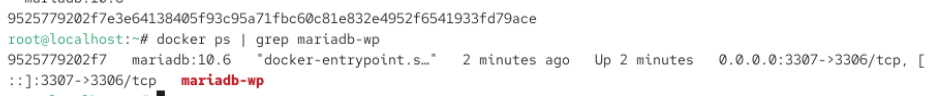 9525779202f7e3e64138405f93c95a71fbc60c81e832e4952f6541933fd79ace
root@localhost:~# docker ps | grep mariadb-wp
9525779202f7   mariadb:10.6   "docker-entrypoint.s…"   2 minutes ago   Up 2 minutes   0.0.0.0:3307->3306/tcp, [
::]:3307->3306/tcp   mariadb-wp